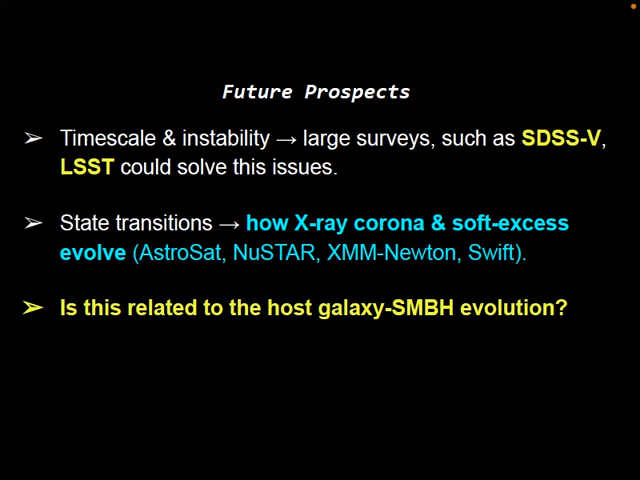 Future Prospects
➢ Timescale & instability → large surveys, such as SDSS-V,
LSST could solve this issues.
➢ State transitions → how X-ray corona & soft-excess
evolve (AstroSat, NuSTAR, XMM-Newton, Swift).
➢ Is this related to the host galaxy-SMBH evolution?